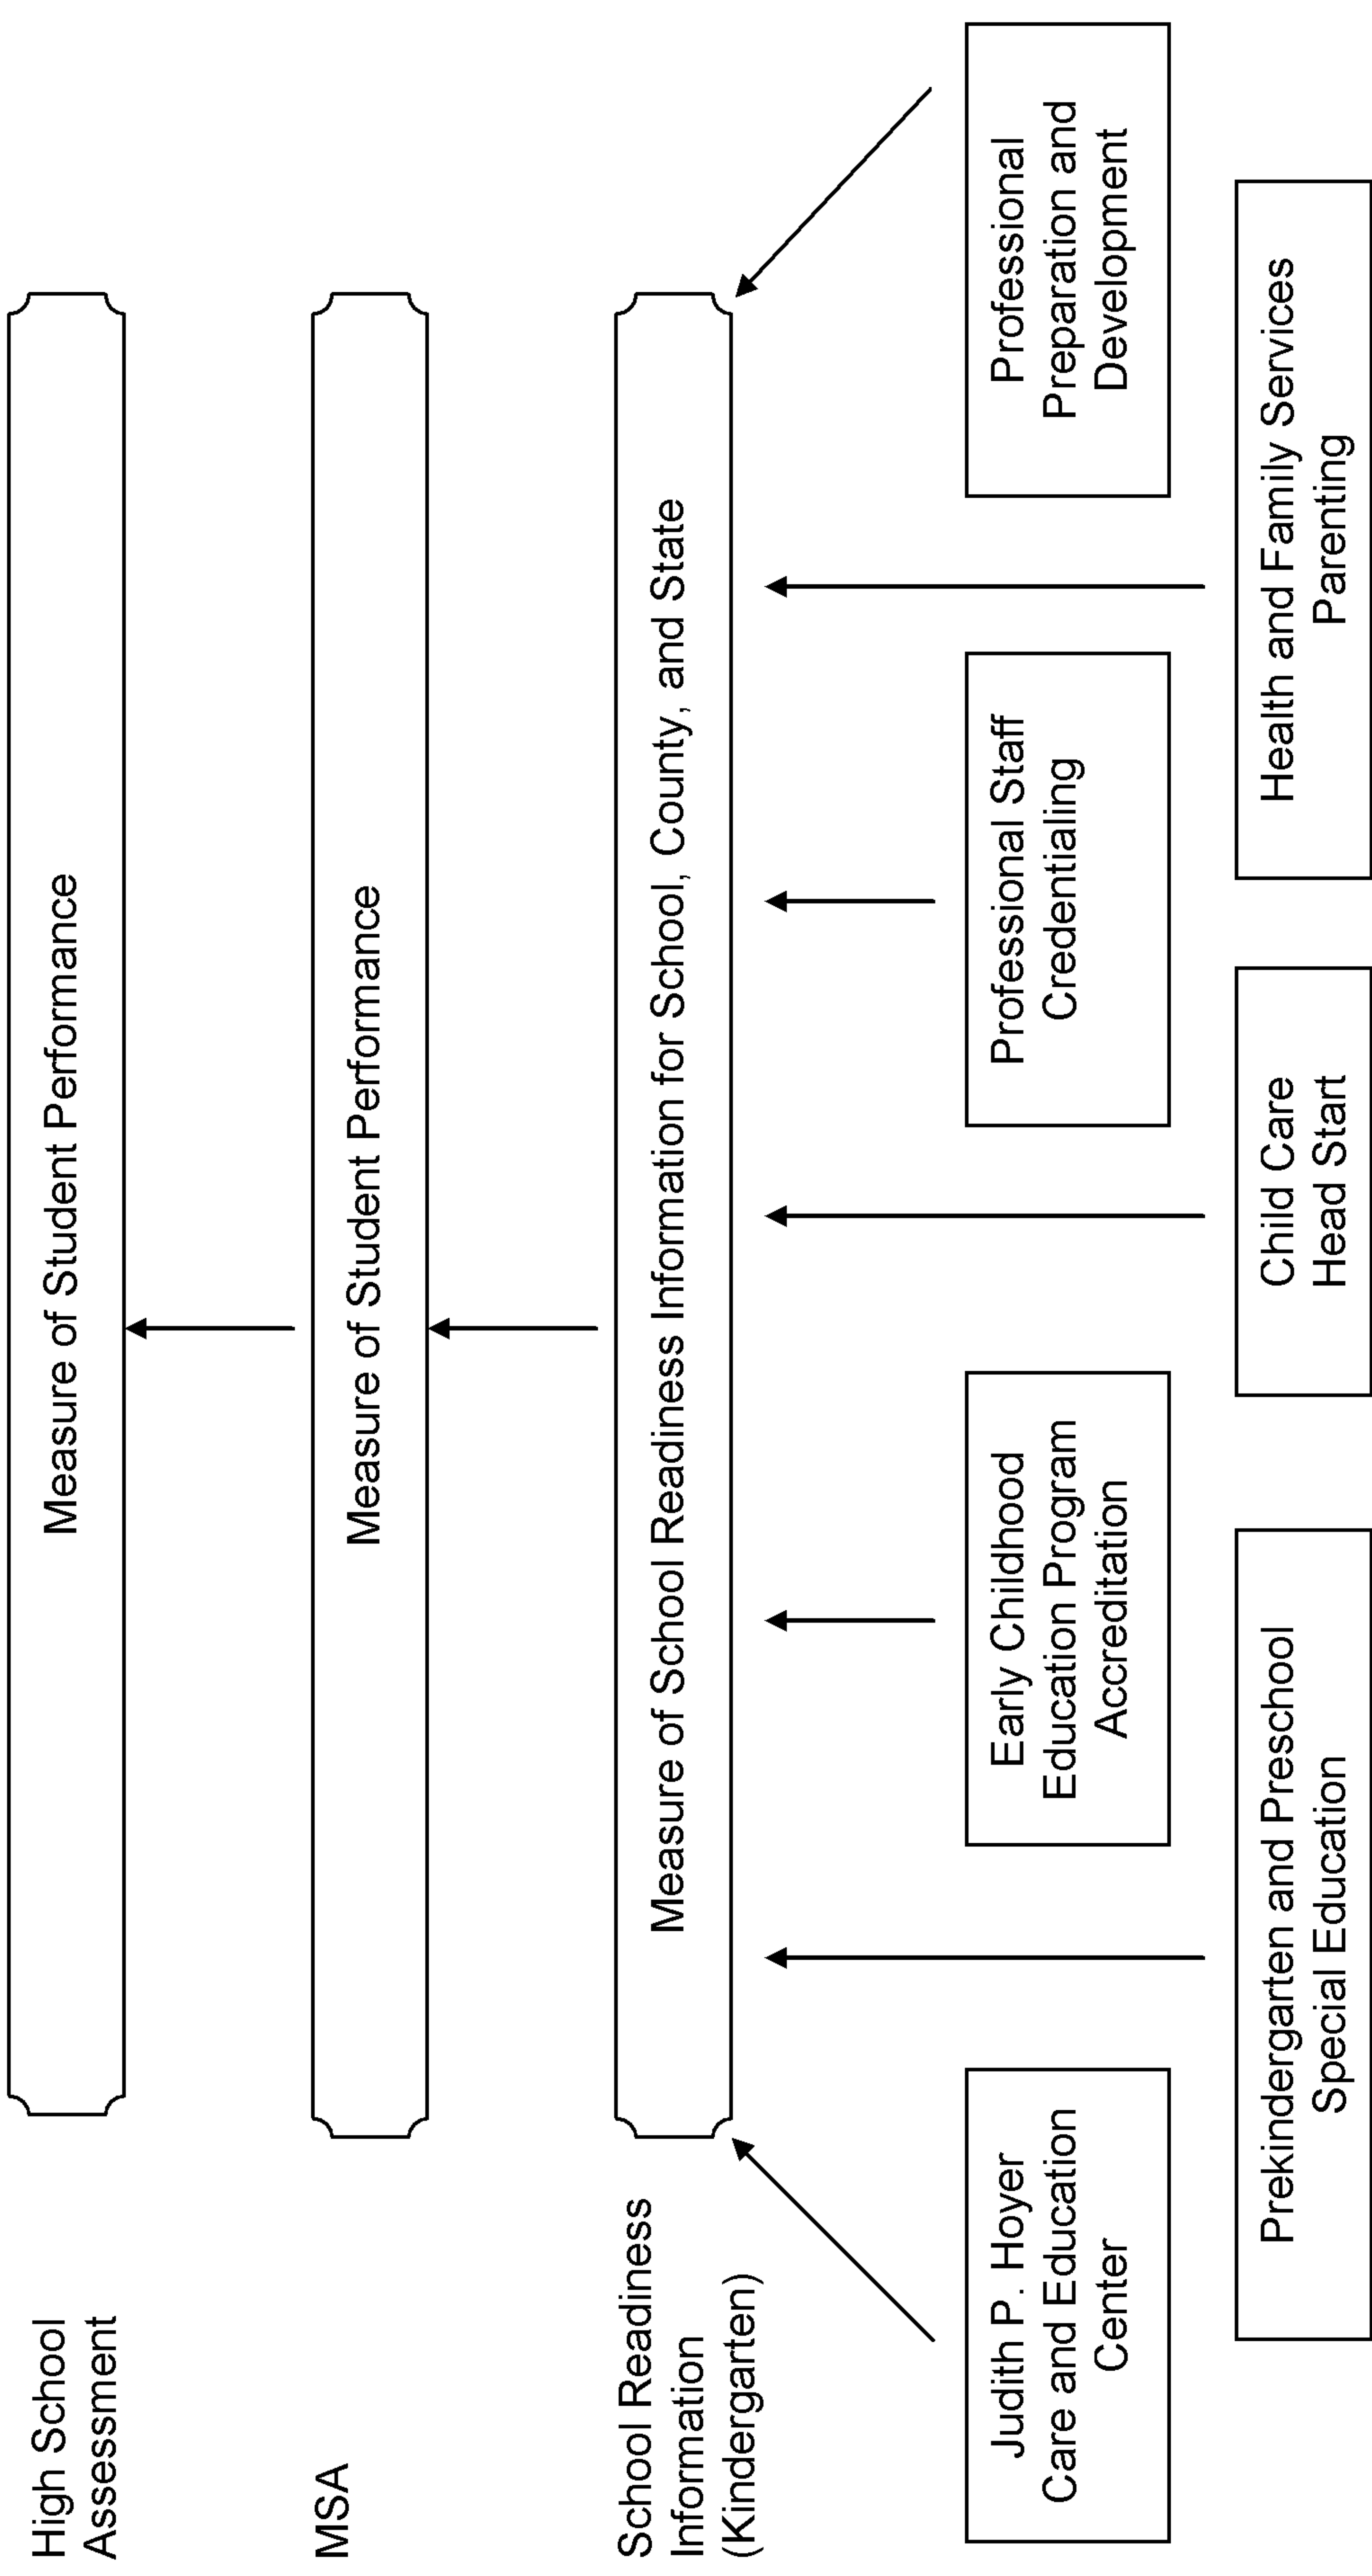 High School
Assessment
Measure of Student Performance
MSA
Measure of Student Performance
School Readiness
Information
(Kindergarten)
Measure of School Readiness Information for School, County, and State
Judith P. Hoyer
Care and Education
Center
Early Childhood
Education Program
Accreditation
Professional Staff
Credentialing
Professional
Preparation and
Development
Prekindergarten and Preschool
Special Education
Child Care
Head Start
Health and Family Services
Parenting